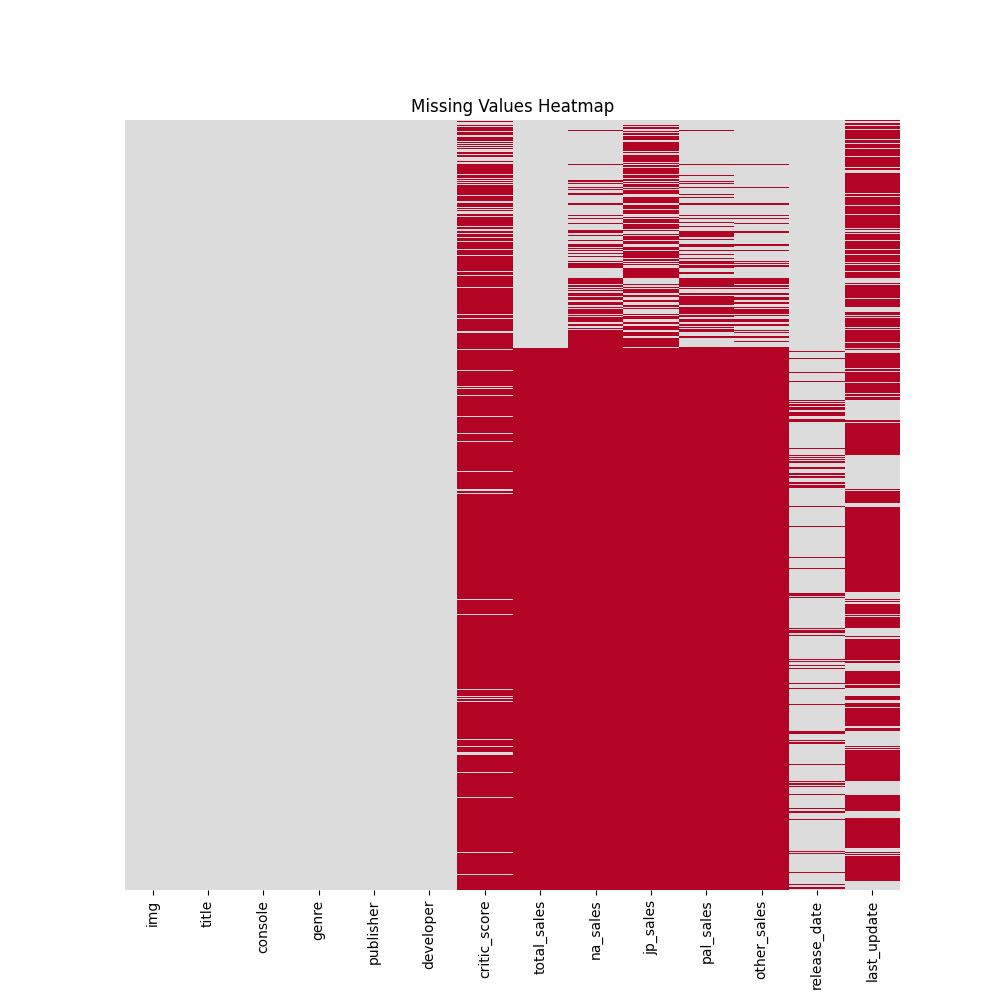 Missing Values Heatmap
img
title
console
genre
publisher
developer
critic_score
total_sales
na_sales
jp_sales
pal_sales
other_sales
release_date
last_update